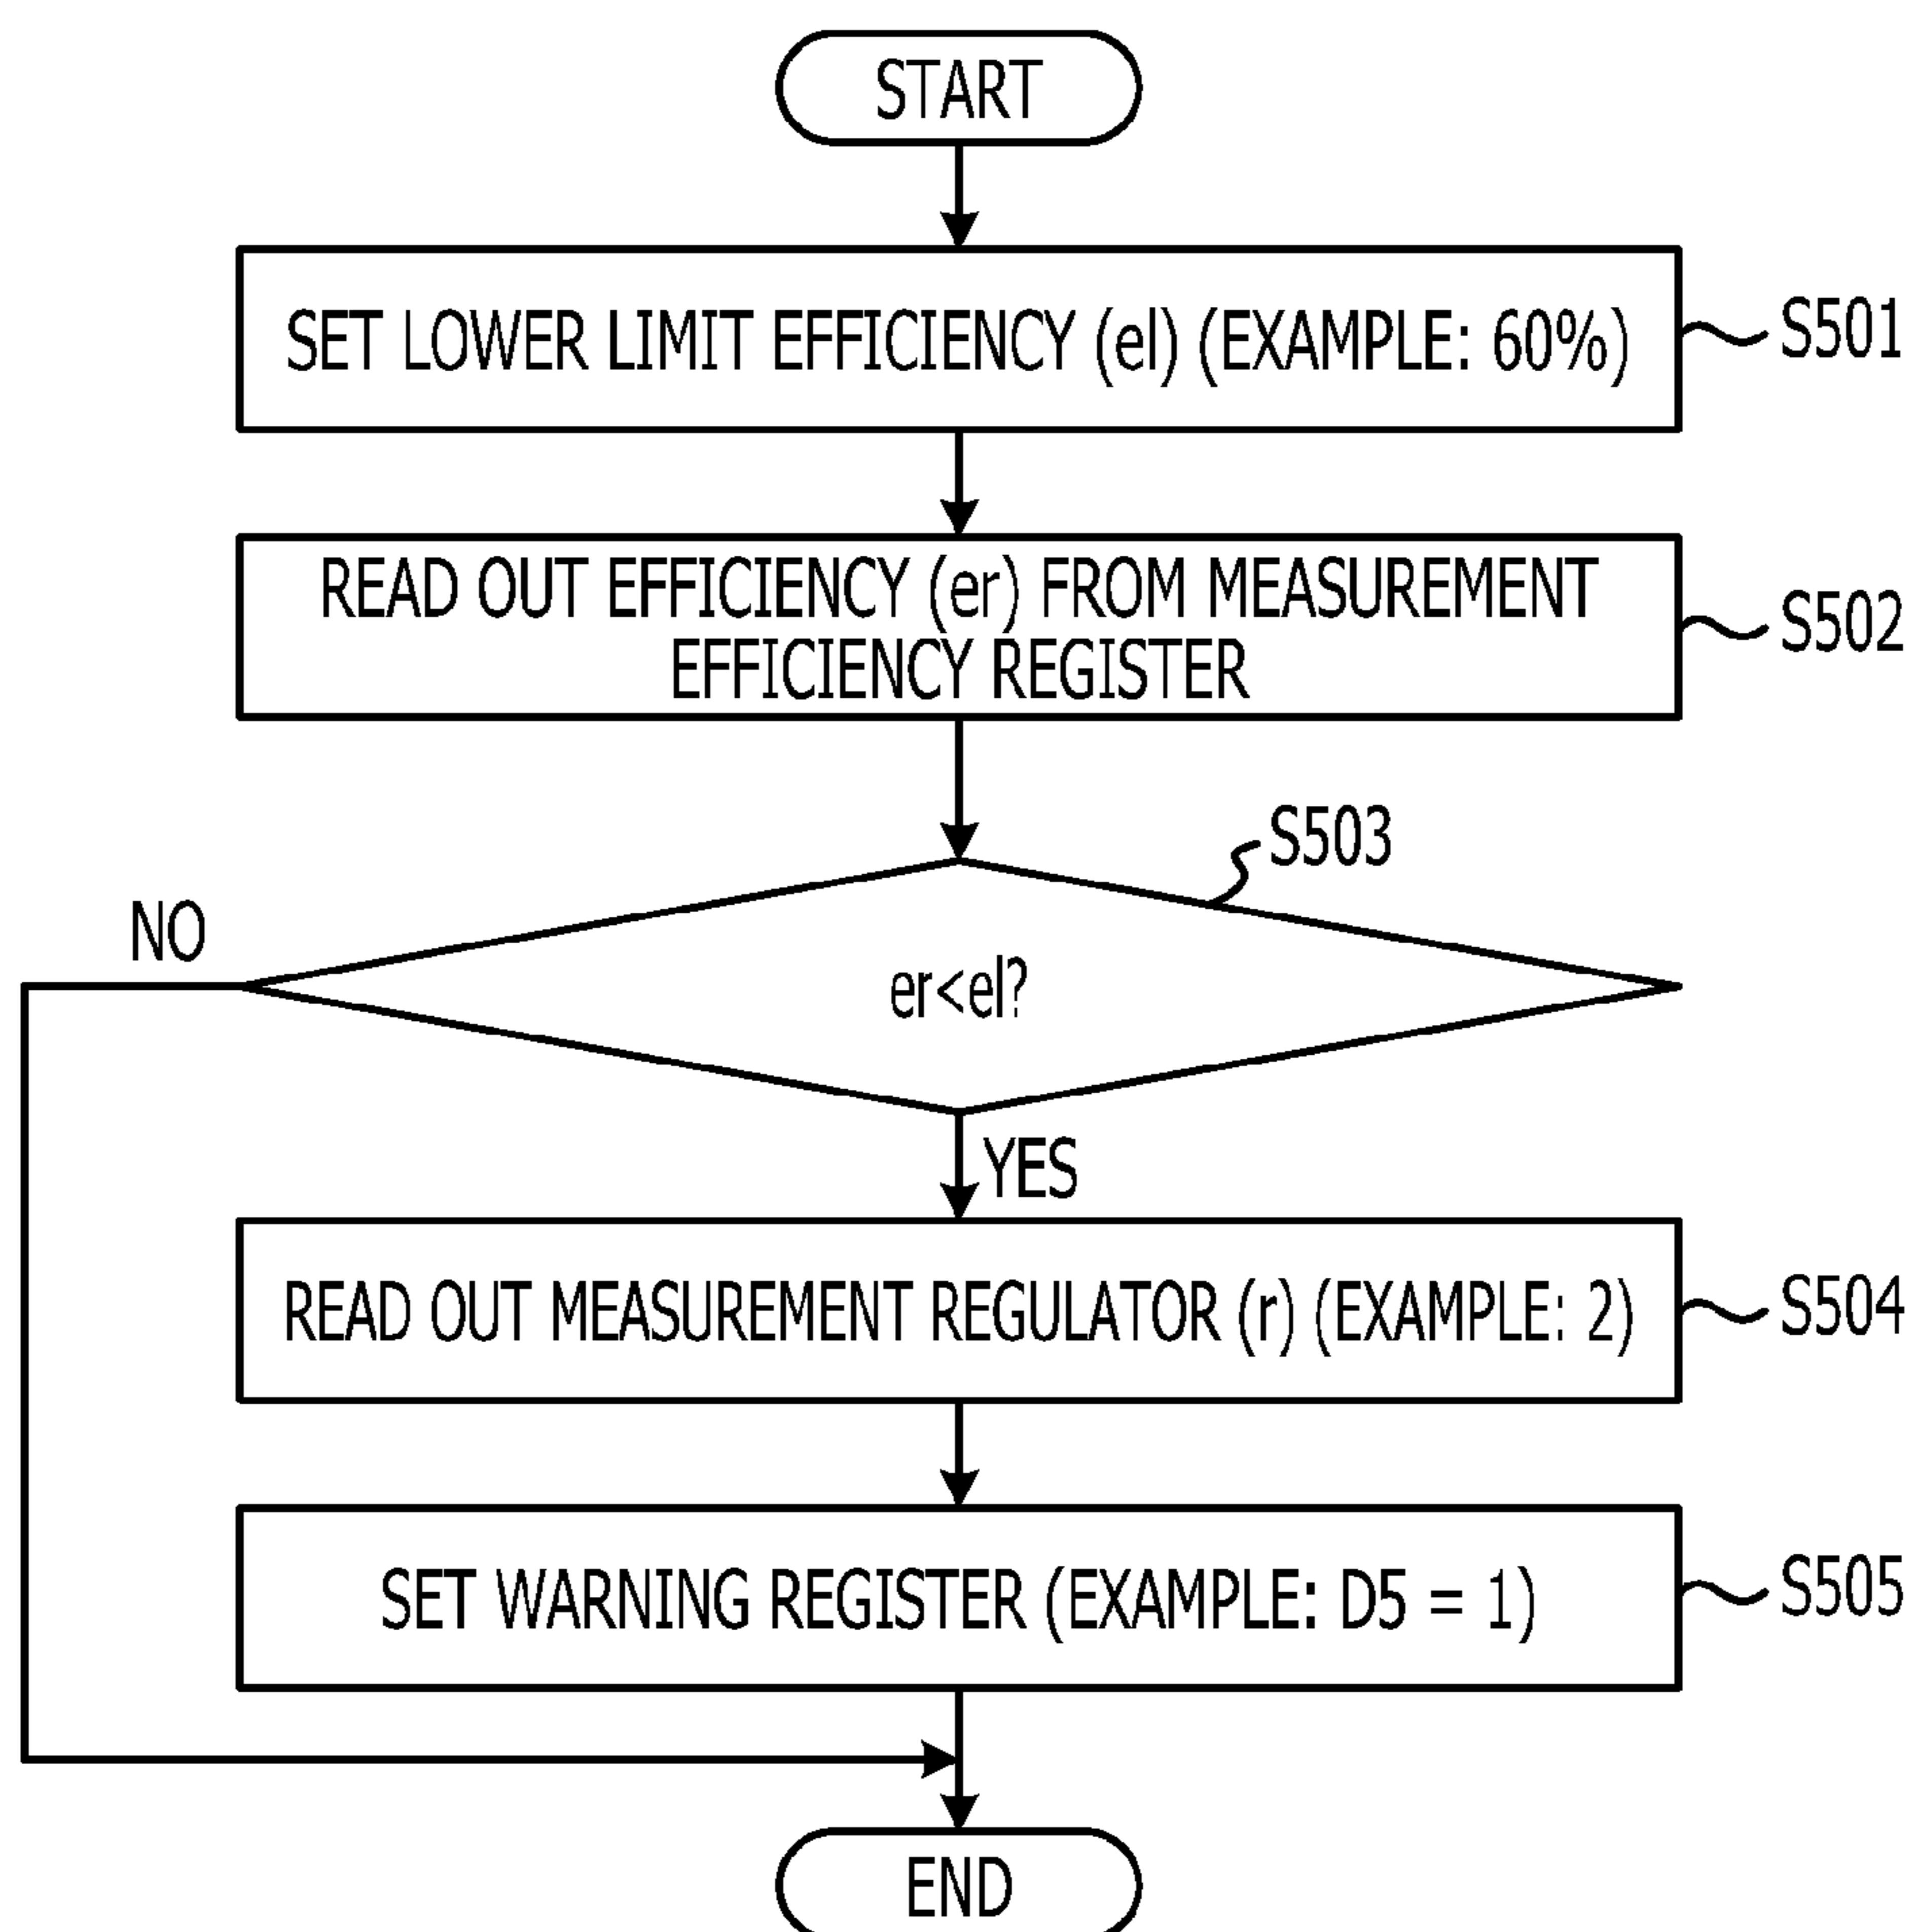 START
SET LOWER LIMIT EFFICIENCY (el) (EXAMPLE: 60%)
S501
READ OUT EFFICIENCY (er) FROM MEASUREMENT
EFFICIENCY REGISTER
S502
S503
NO
er<el?
YES
READ OUT MEASUREMENT REGULATOR (r) (EXAMPLE: 2)
S504
SET WARNING REGISTER (EXAMPLE: D5 = 1)
S505
END